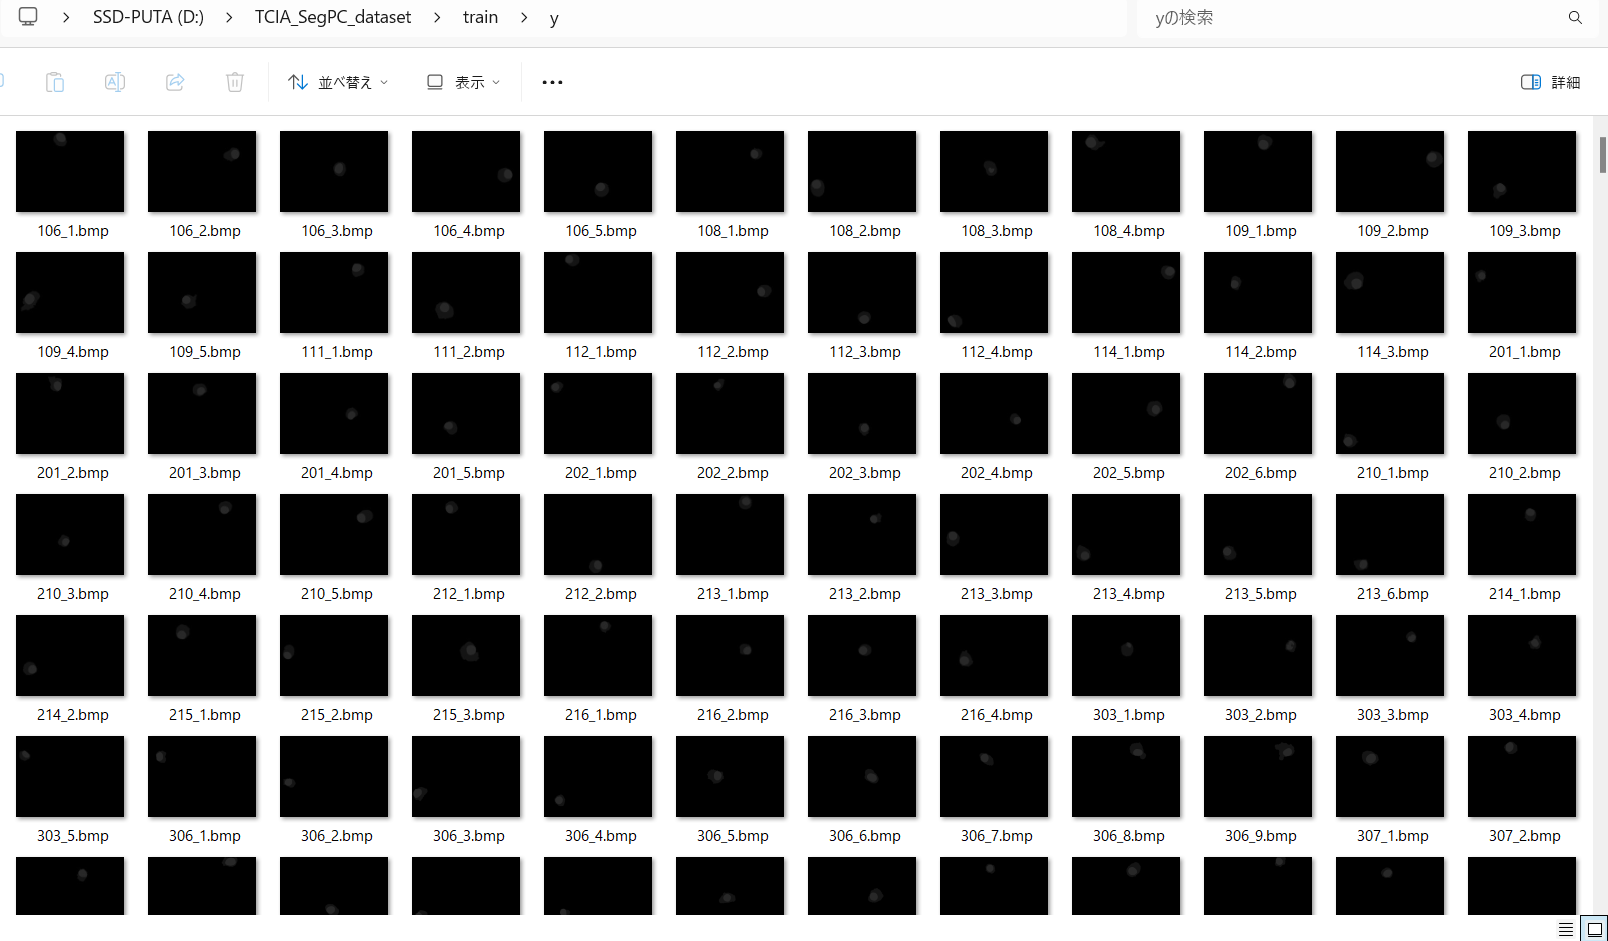 SSD-PUTA (D:) > TCIA_SegPC_dataset > train > y
yの検索
並べ替え
表示
詳細
106_1.bmp 106_2.bmp 106_3.bmp 106_4.bmp 106_5.bmp 108_1.bmp 108_2.bmp 108_3.bmp 108_4.bmp 109_1.bmp 109_2.bmp 109_3.bmp
109_4.bmp 109_5.bmp 111_1.bmp 111_2.bmp 112_1.bmp 112_2.bmp 112_3.bmp 112_4.bmp 114_1.bmp 114_2.bmp 114_3.bmp 201_1.bmp
201_2.bmp 201_3.bmp 201_4.bmp 201_5.bmp 202_1.bmp 202_2.bmp 202_3.bmp 202_4.bmp 202_5.bmp 202_6.bmp 210_1.bmp 210_2.bmp
210_3.bmp 210_4.bmp 210_5.bmp 212_1.bmp 212_2.bmp 213_1.bmp 213_2.bmp 213_3.bmp 213_4.bmp 213_5.bmp 213_6.bmp 214_1.bmp
214_2.bmp 215_1.bmp 215_2.bmp 215_3.bmp 216_1.bmp 216_2.bmp 216_3.bmp 216_4.bmp 303_1.bmp 303_2.bmp 303_3.bmp 303_4.bmp
303_5.bmp 306_1.bmp 306_2.bmp 306_3.bmp 306_4.bmp 306_5.bmp 306_6.bmp 306_7.bmp 306_8.bmp 306_9.bmp 307_1.bmp 307_2.bmp